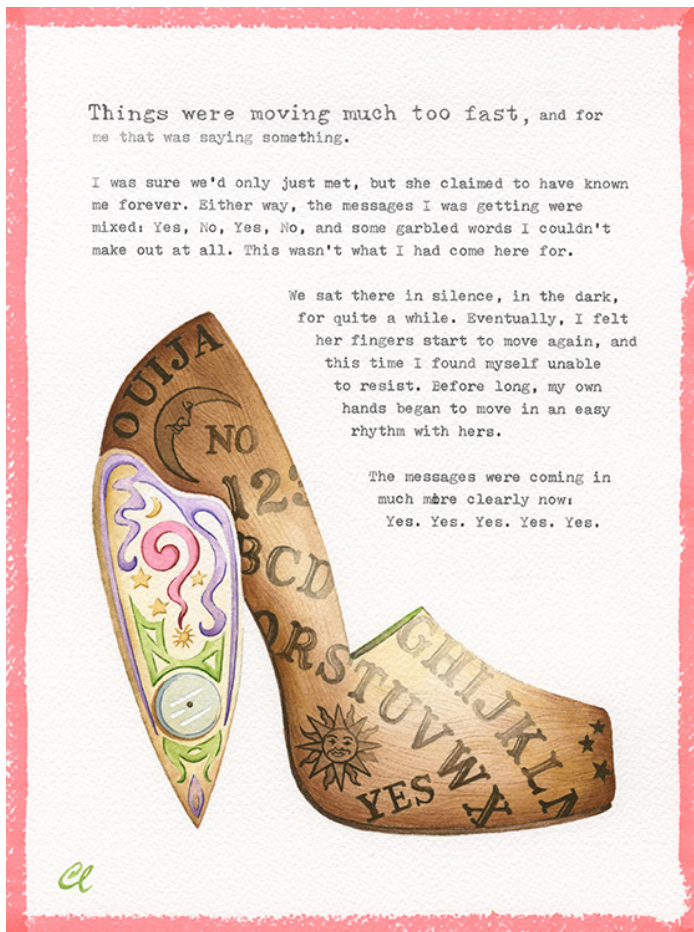 Things were moving much too fast, and for
me that was saying something.
I was sure we'd only just met, but she claimed to have known
me forever. Either way, the messages I was getting were
mixed: Yes, No, Yes, No, and some garbled words I couldn't
make out at all. This wasn't what I had come here for.
We sat there in silence, in the dark,
for quite a while. Eventually, I felt
her fingers start to move again, and
this time I found myself unable
to resist. Before long, my own
hands began to move in an easy
rhythm with hers.
The messages were coming in
much more clearly now:
Yes. Yes. Yes. Yes. Yes.
OUIJA
NO
123
BCD
QRSTUVWX
GHIJKLM
YES